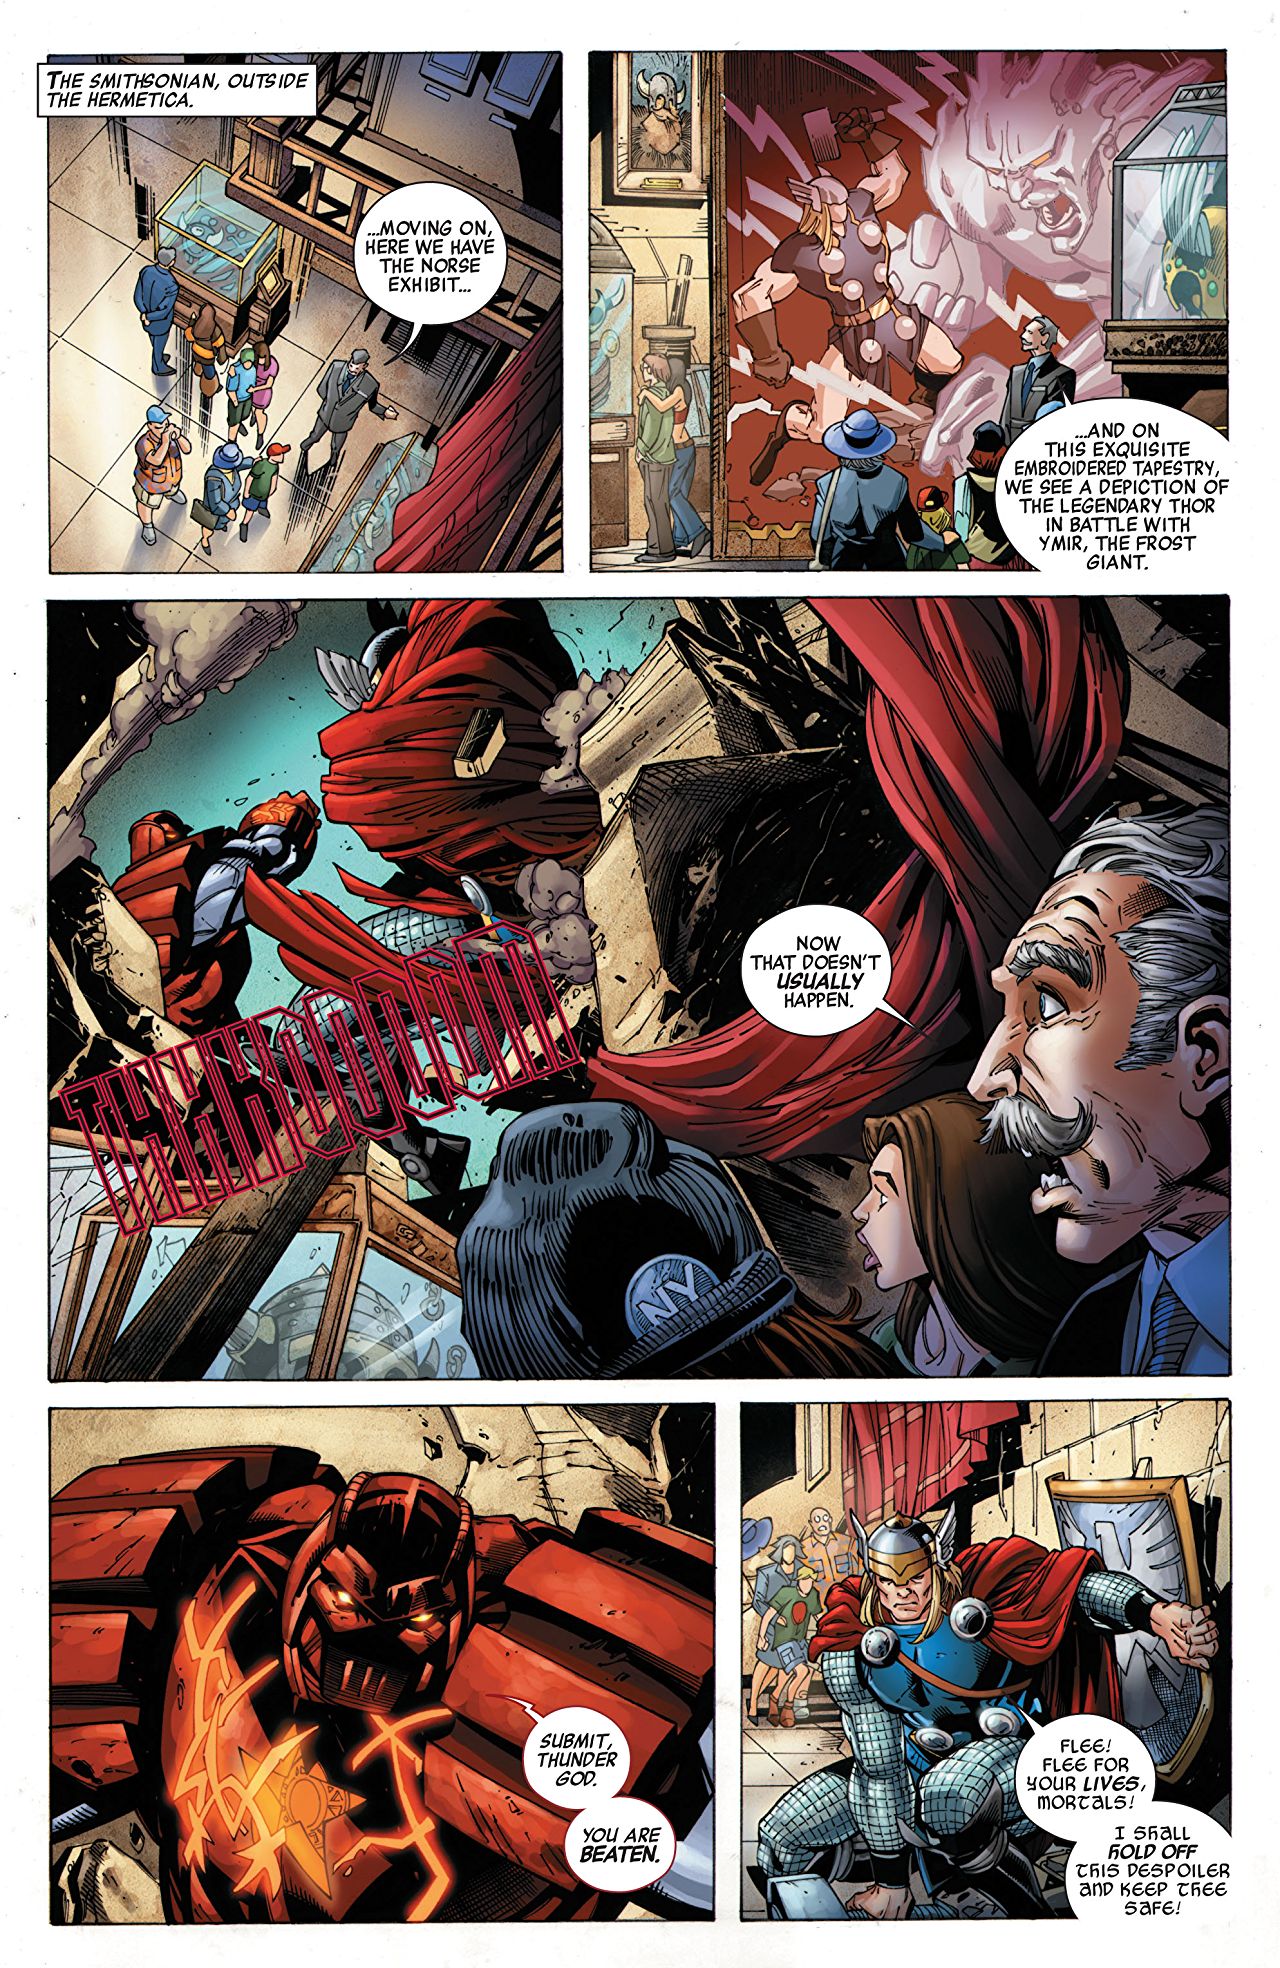 THE SMITHSONIAN, OUTSIDE
THE HERMETICA.
...MOVING ON,
HERE WE HAVE
THE NORSE
EXHIBIT...
...AND ON
THIS EXQUISITE
EMBROIDERED TAPESTRY,
WE SEE A DEPICTION OF
THE LEGENDARY THOR
IN BATTLE WITH
YMIR, THE FROST
GIANT.
NOW
THAT DOESN'T
USUALLY
HAPPEN.
THKROOOOM
NY
SUBMIT,
THUNDER
GOD.
YOU ARE
BEATEN.
FLEE!
FLEE FOR
YOUR LIVES,
MORTALS!
I SHALL
HOLD OFF
THIS DESPOILER
AND KEEP THEE
SAFE!